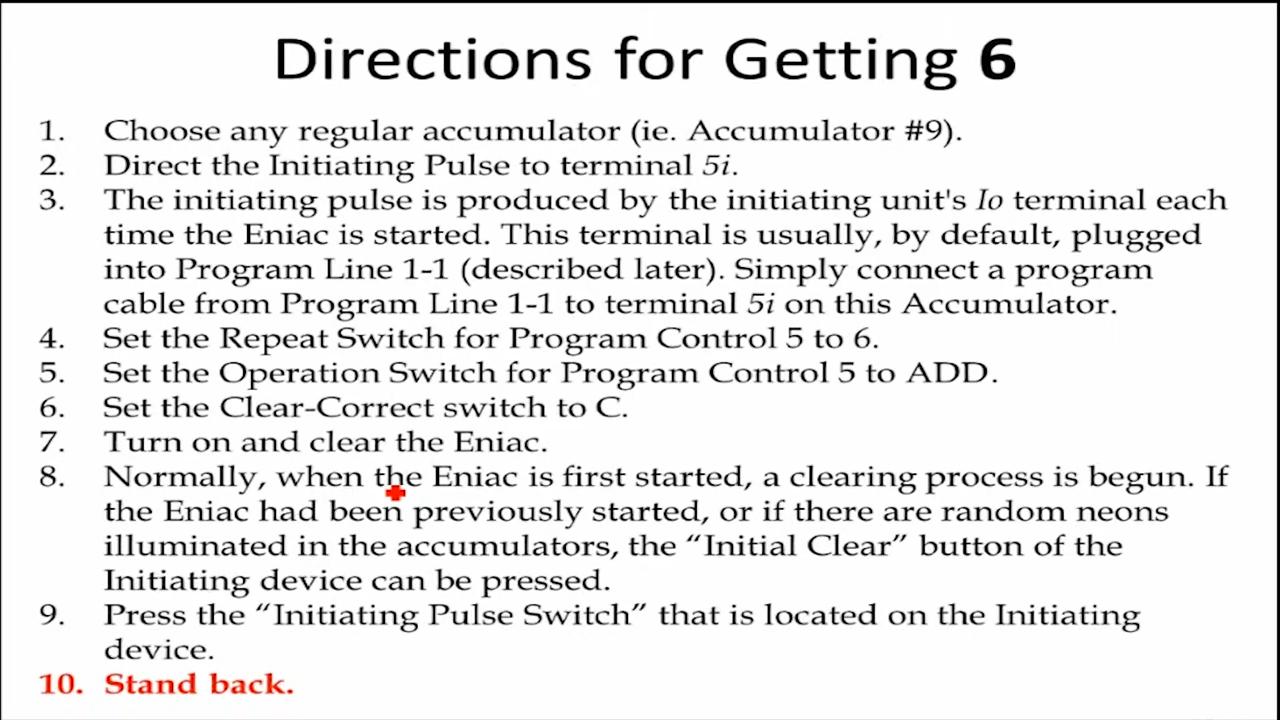 Directions for Getting 6
1. Choose any regular accumulator (ie. Accumulator #9).
2. Direct the Initiating Pulse to terminal 5i.
3. The initiating pulse is produced by the initiating unit's Io terminal each
time the Eniac is started. This terminal is usually, by default, plugged
into Program Line 1-1 (described later). Simply connect a program
cable from Program Line 1-1 to terminal 5i on this Accumulator.
4. Set the Repeat Switch for Program Control 5 to 6.
5. Set the Operation Switch for Program Control 5 to ADD.
6. Set the Clear-Correct switch to C.
7. Turn on and clear the Eniac.
8. Normally, when the Eniac is first started, a clearing process is begun. If
the Eniac had been previously started, or if there are random neons
illuminated in the accumulators, the “Initial Clear” button of the
Initiating device can be pressed.
9. Press the “Initiating Pulse Switch” that is located on the Initiating
device.
10. Stand back.